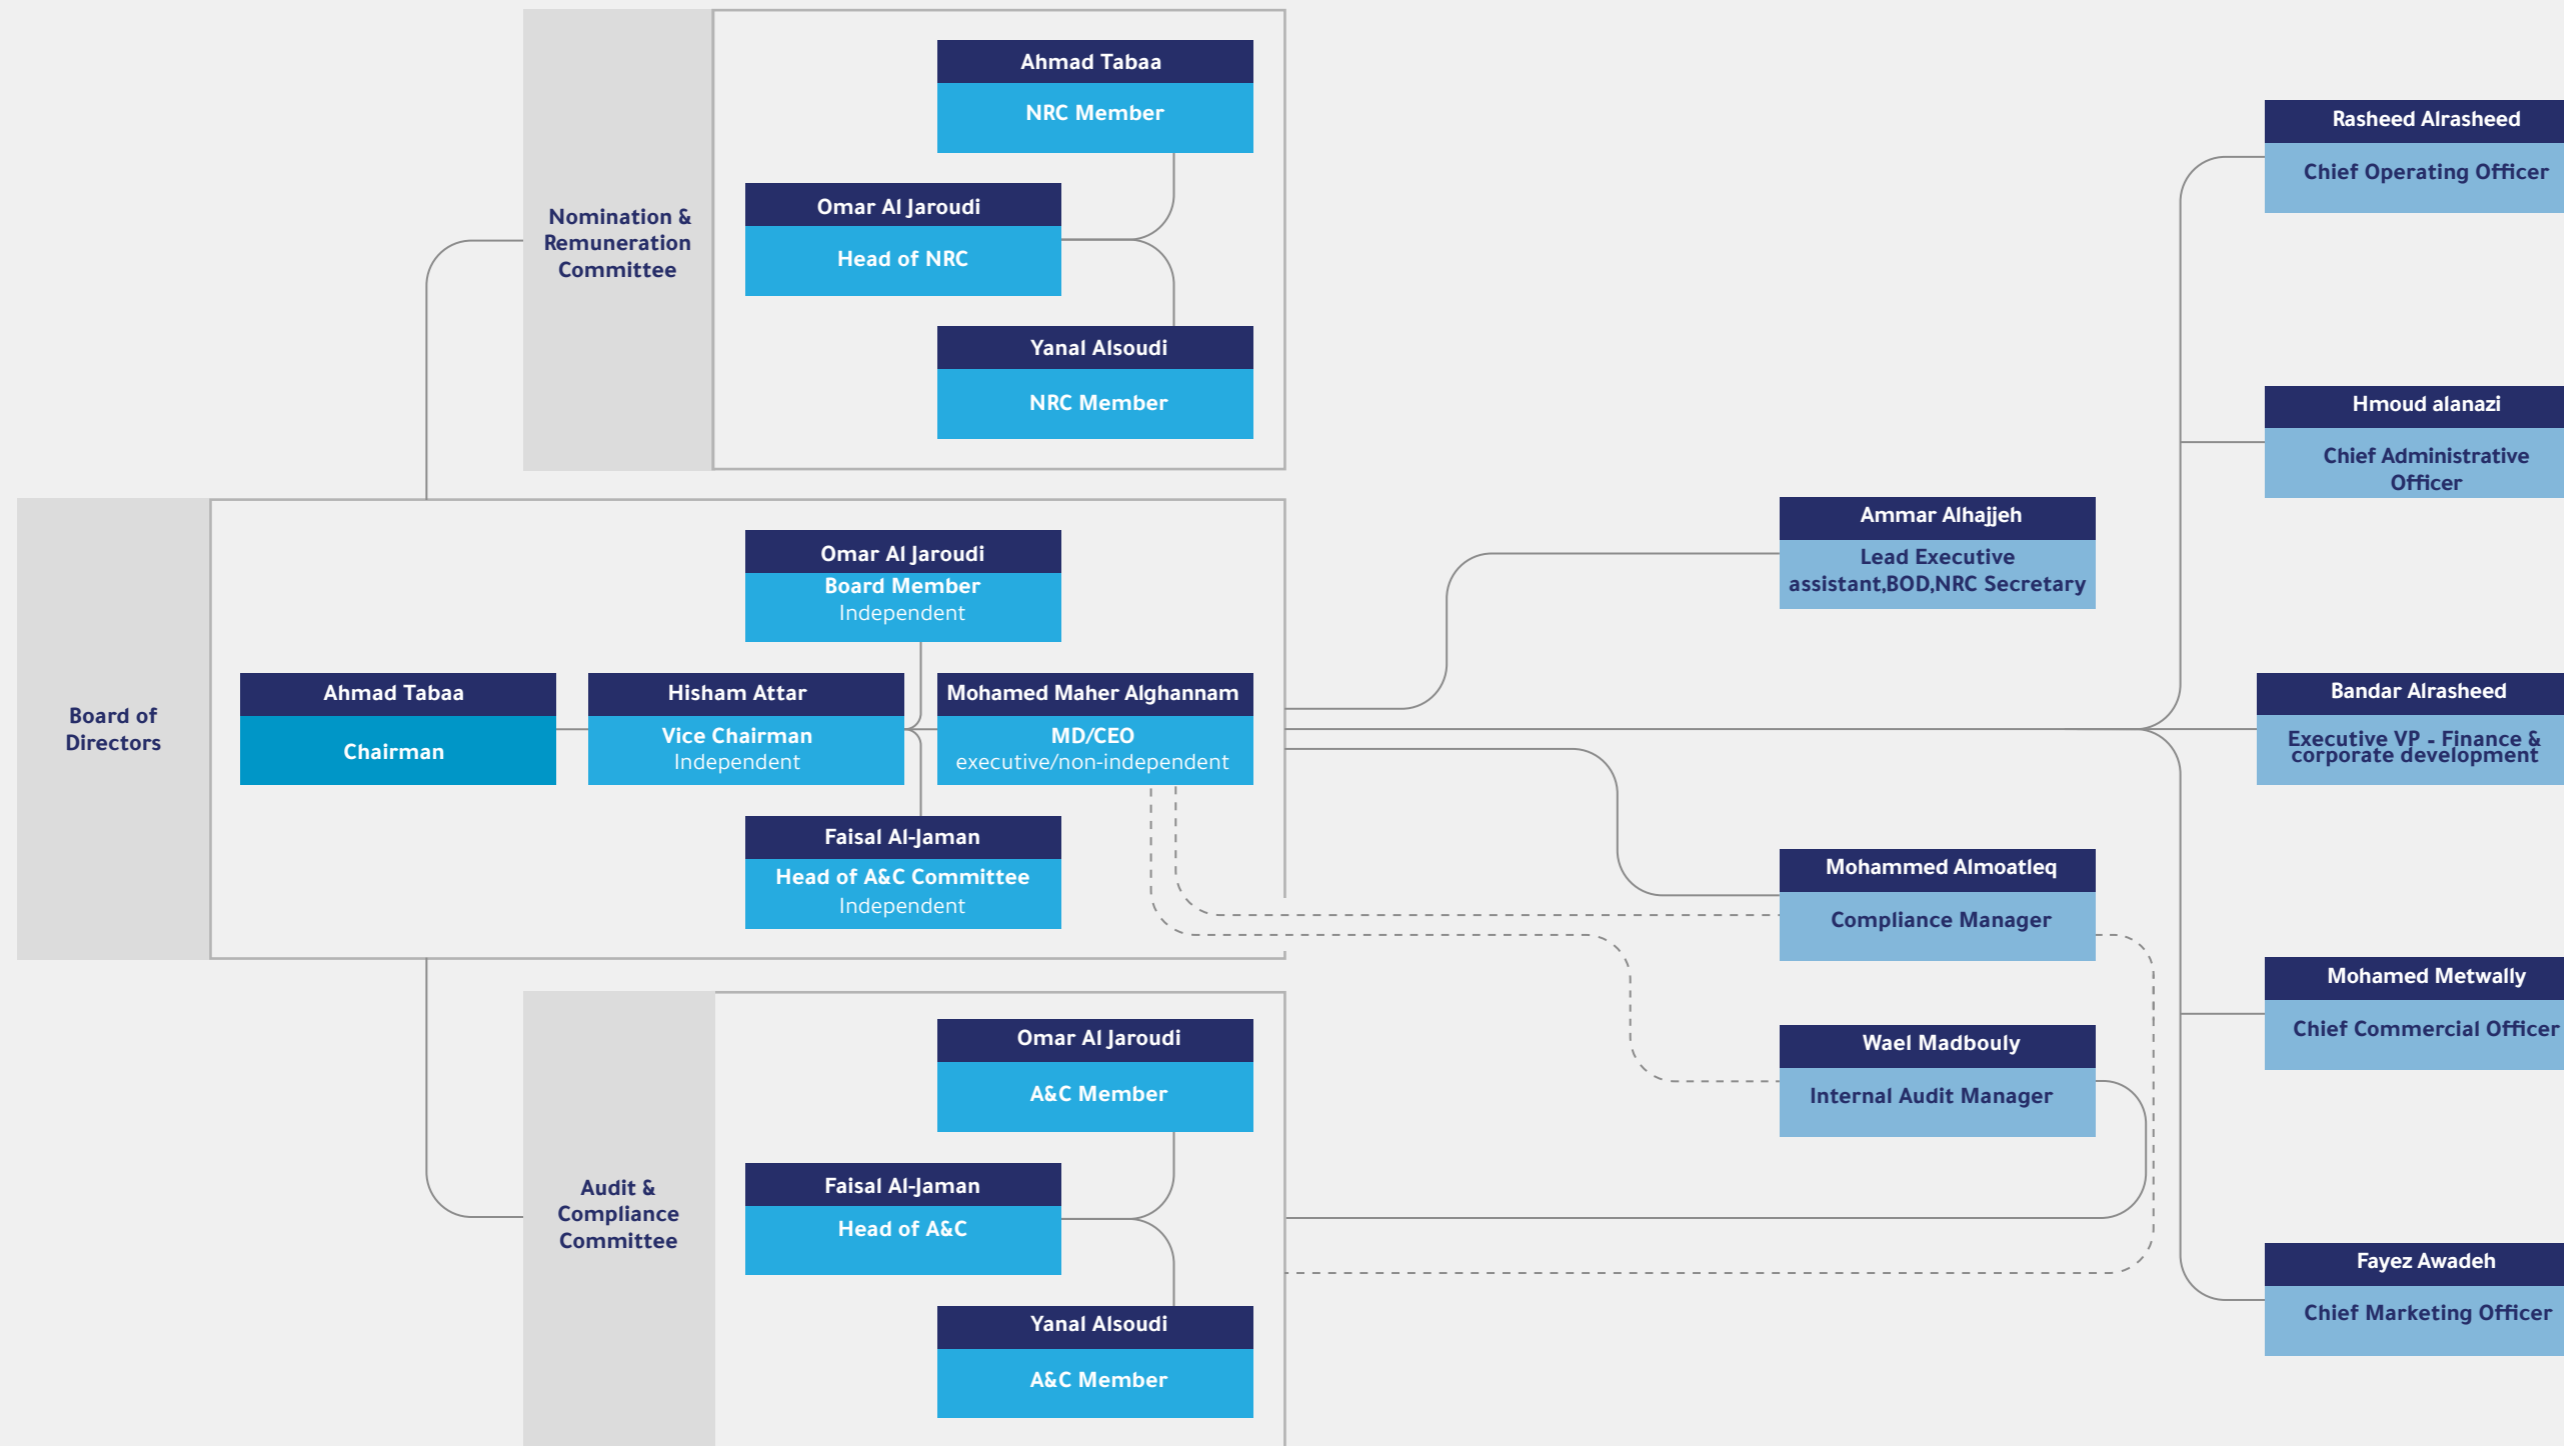 Nomination &
Remuneration
Committee
Ahmad Tabaa
NRC Member
Omar Al Jaroudi
Head of NRC
Yanal Alsoudi
NRC Member
Board of
Directors
Omar Al Jaroudi
Board Member
Independent
Ahmad Tabaa
Chairman
Hisham Attar
Vice Chairman
Independent
Mohamed Maher Alghannam
MD/CEO
executive/non-independent
Faisal Al-Jaman
Head of A&C Committee
Independent
Audit &
Compliance
Committee
Omar Al Jaroudi
A&C Member
Faisal Al-Jaman
Head of A&C
Yanal Alsoudi
A&C Member
Ammar Alhajjeh
Lead Executive
assistant,BOD,NRC Secretary
Mohammed Almoatleq
Compliance Manager
Wael Madbouly
Internal Audit Manager
Rasheed Alrasheed
Chief Operating Officer
Hmoud alanazi
Chief Administrative
Officer
Bandar Alrasheed
Executive VP - Finance &
corporate development
Mohamed Metwally
Chief Commercial Officer
Fayez Awadeh
Chief Marketing Officer